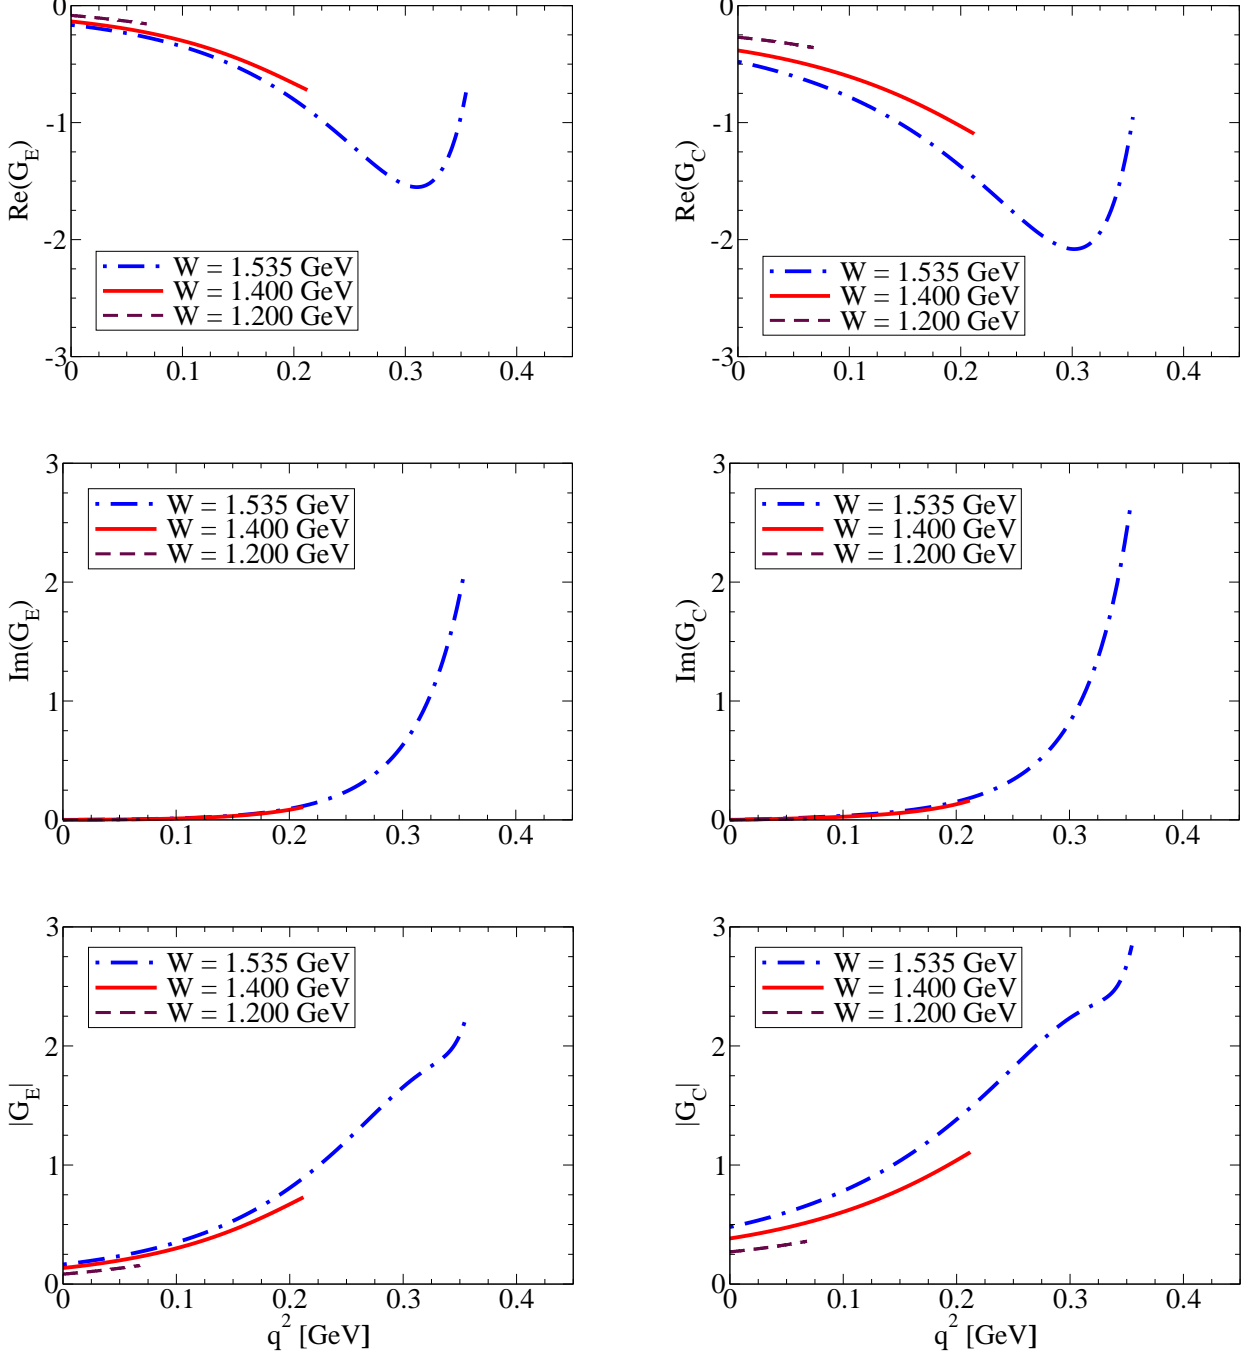 0
-1
-2
-3
Re(G_E)
W = 1.535 GeV
W = 1.400 GeV
W = 1.200 GeV
0 0.1 0.2 0.3 0.4
0
-1
-2
-3
Re(G_C)
W = 1.535 GeV
W = 1.400 GeV
W = 1.200 GeV
0 0.1 0.2 0.3 0.4
3
2
1
0
Im(G_E)
W = 1.535 GeV
W = 1.400 GeV
W = 1.200 GeV
0 0.1 0.2 0.3 0.4
3
2
1
0
Im(G_C)
W = 1.535 GeV
W = 1.400 GeV
W = 1.200 GeV
0 0.1 0.2 0.3 0.4
3
2
1
0
|G_E|
W = 1.535 GeV
W = 1.400 GeV
W = 1.200 GeV
0 0.1 0.2 0.3 0.4
q^2 [GeV]
3
2
1
0
|G_C|
W = 1.535 GeV
W = 1.400 GeV
W = 1.200 GeV
0 0.1 0.2 0.3 0.4
q^2 [GeV]